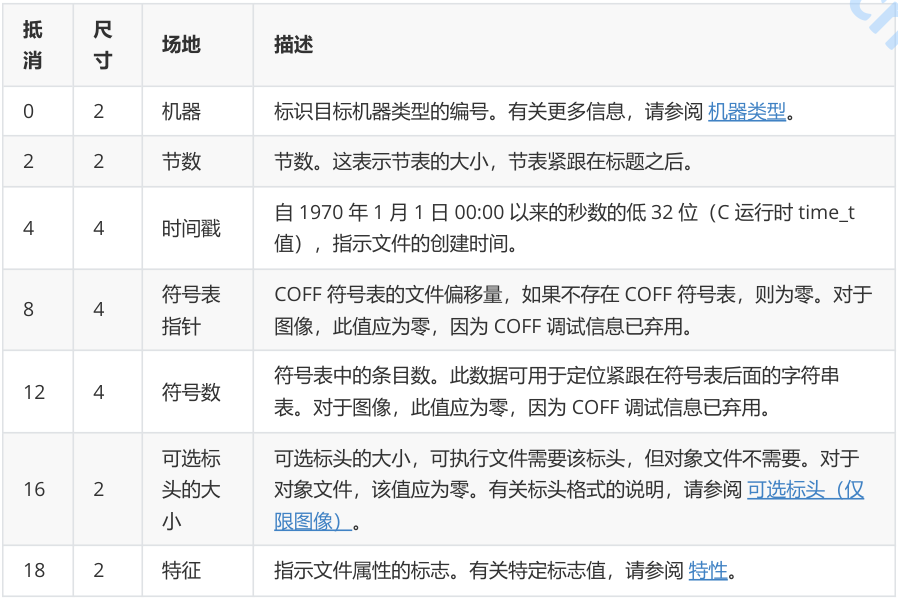 抵消 尺寸 场地 描述
0 2 机器 标识目标机器类型的编号。有关更多信息，请参阅 机器类型。
2 2 节数 节数。这表示节表的大小，节表紧跟在标题之后。
4 4 时间戳 自 1970 年 1 月 1 日 00:00 以来的秒数的低 32 位（C 运行时 time_t
值），指示文件的创建时间。
8 4 符号表
指针 COFF 符号表的文件偏移量，如果不存在 COFF 符号表，则为零。对于
图像，此值应为零，因为 COFF 调试信息已弃用。
12 4 符号数 符号表中的条目数。此数据可用于定位紧跟在符号表后面的字符串
表。对于图像，此值应为零，因为 COFF 调试信息已弃用。
16 2 可选标
头的大
小 可选标头的大小，可执行文件需要该标头，但对象文件不需要。对于
对象文件，该值应为零。有关标头格式的说明，请参阅 可选标头（仅
限图像）。
18 2 特征 指示文件属性的标志。有关特定标志值，请参阅 特性。